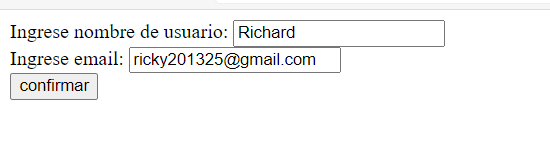 Ingrese nombre de usuario: Richard
Ingrese email: ricky201325@gmail.com
confirmar